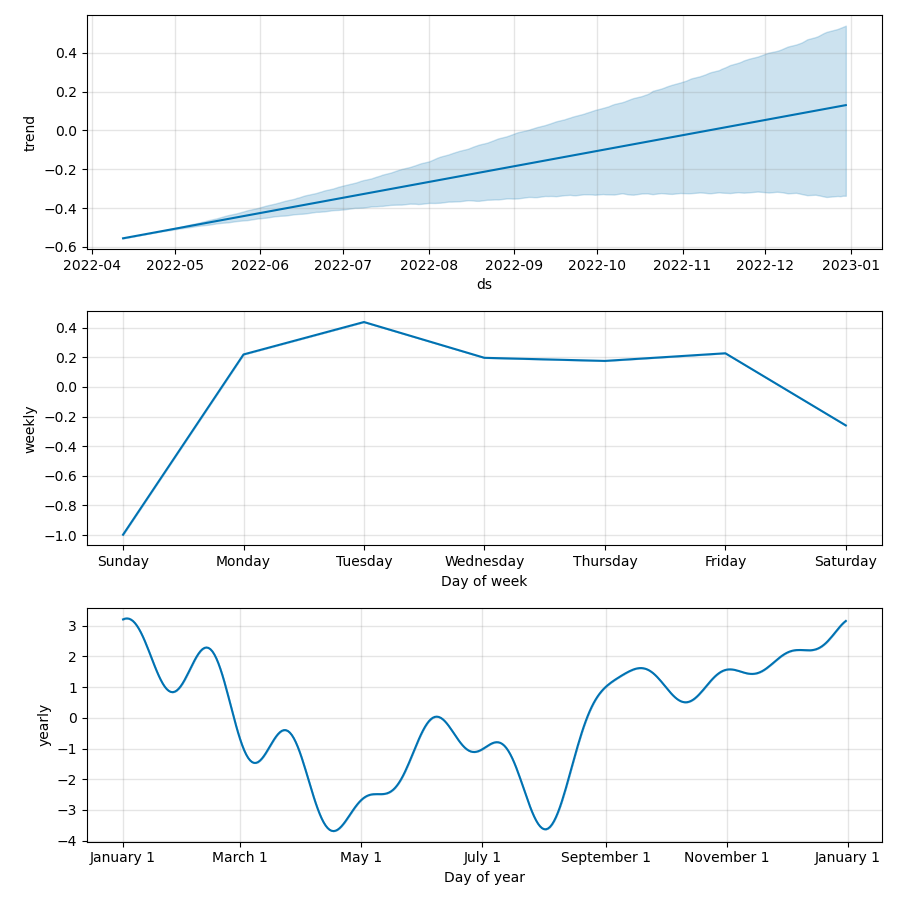 trend
0.4
0.2
0.0
−0.2
−0.4
−0.6
2022-04 2022-05 2022-06 2022-07 2022-08 2022-09 2022-10 2022-11 2022-12 2023-01
ds
weekly
0.4
0.2
0.0
−0.2
−0.4
−0.6
−0.8
−1.0
Sunday Monday Tuesday Wednesday Thursday Friday Saturday
Day of week
yearly
3
2
1
0
−1
−2
−3
−4
January 1 March 1 May 1 July 1 September 1 November 1 January 1
Day of year